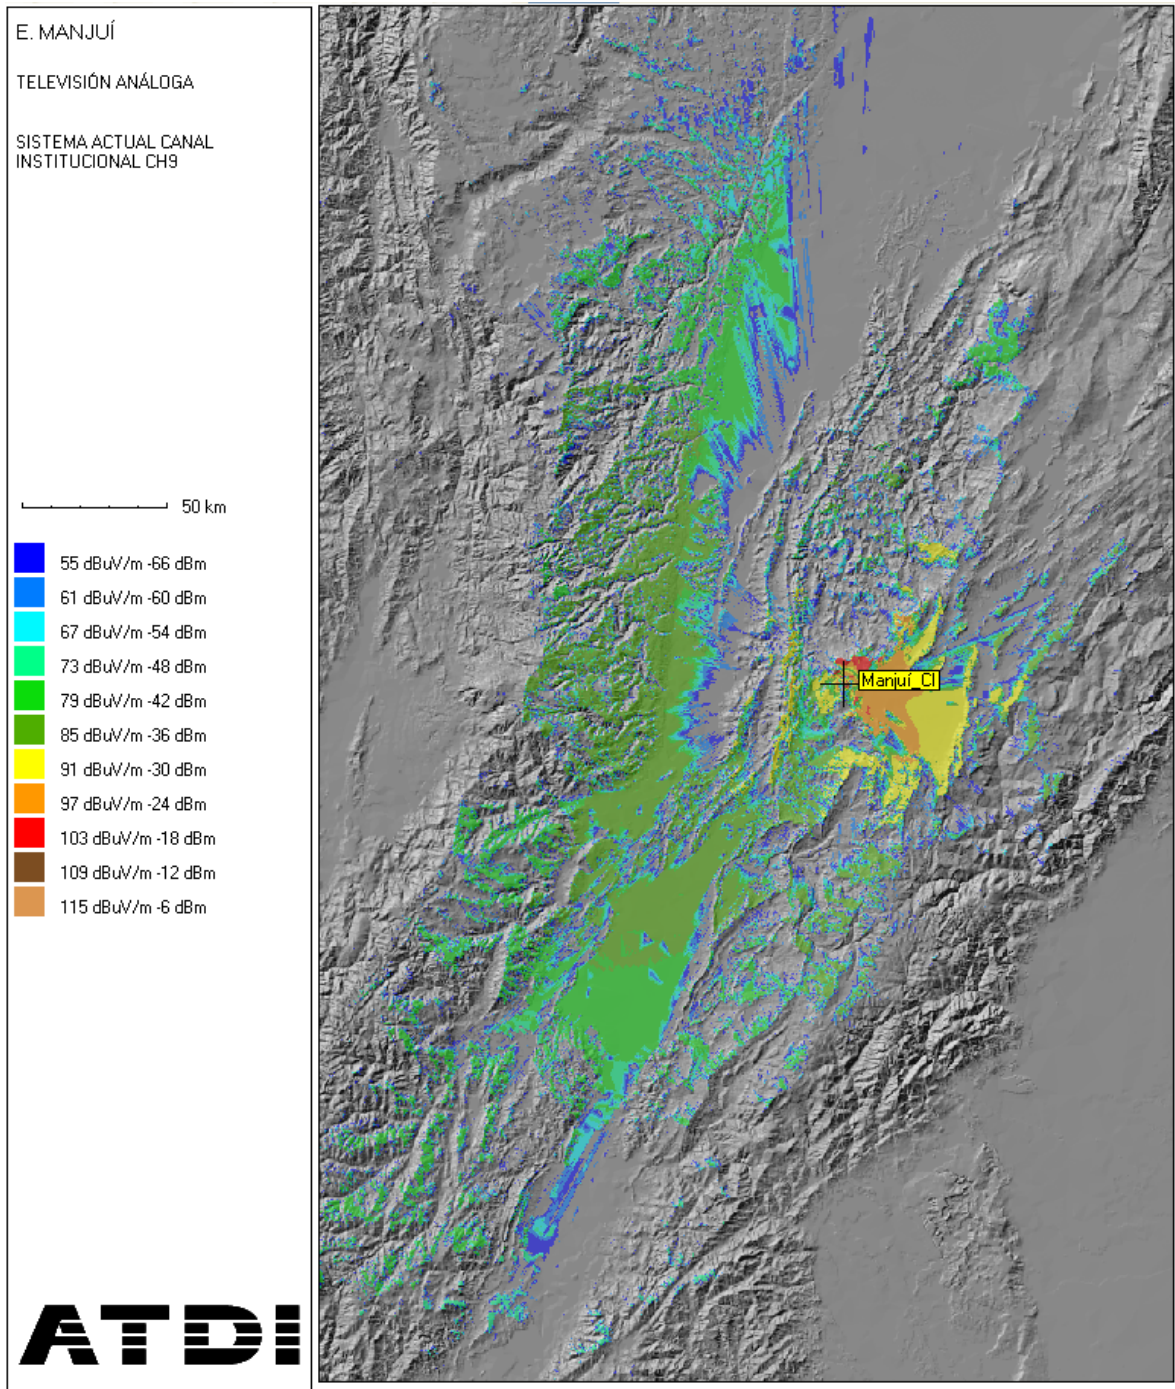 E. MANJUÍ
TELEVISIÓN ANÁLOGA
SISTEMA ACTUAL CANAL
INSTITUCIONAL CH9
50 km
55 dBuV/m -66 dBm
61 dBuV/m -60 dBm
67 dBuV/m -54 dBm
73 dBuV/m -48 dBm
79 dBuV/m -42 dBm
85 dBuV/m -36 dBm
91 dBuV/m -30 dBm
97 dBuV/m -24 dBm
103 dBuV/m -18 dBm
109 dBuV/m -12 dBm
115 dBuV/m -6 dBm
ATDI
Manjuí_CI